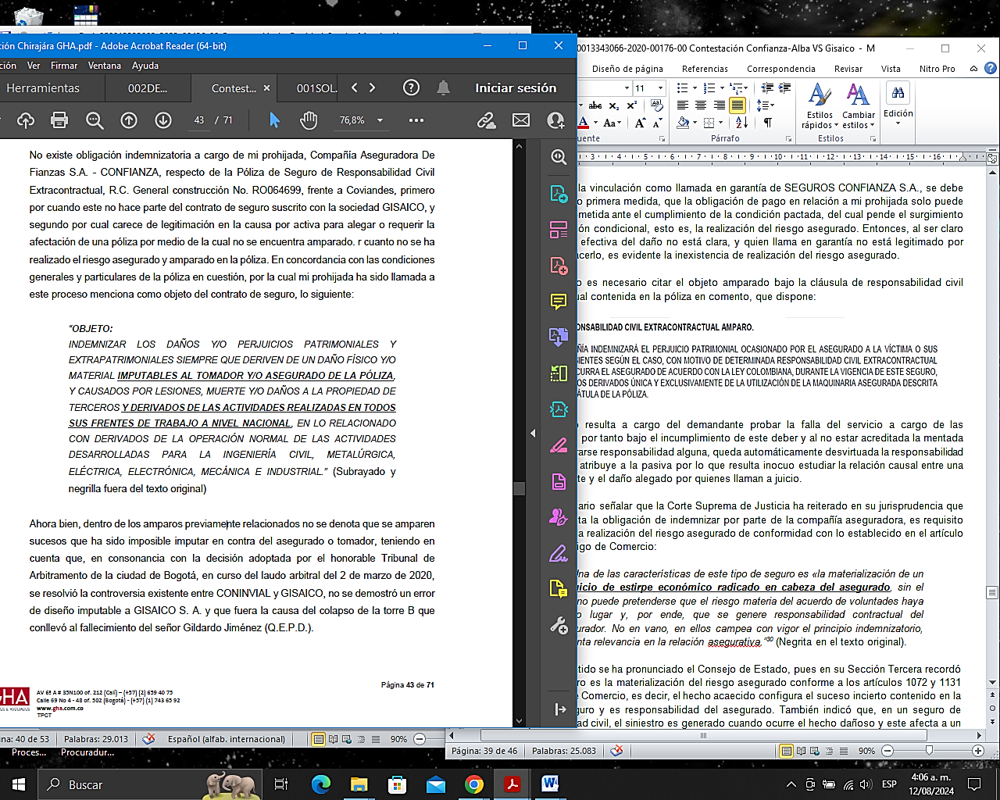 ción Chirajára GHA.pdf - Adobe Acrobat Reader (64-bit)
ción Ver Firmar Ventana Ayuda
Herramientas 002DE... Contest... × 001SOL. Iniciar sesión
43 / 71 76,8%
No existe obligación indemnizatoria a cargo de mi prohijada, Compañía Aseguradora De
Fianzas S.A. - CONFIANZA, respecto de la Póliza de Seguro de Responsabilidad Civil
Extracontractual, R.C. General construcción No. RO064699, frente a Coviandes, primero
por cuando este no hace parte del contrato de seguro suscrito con la sociedad GISAICO, y
segundo por cual carece de legitimación en la causa por activa para alegar o requerir la
afectación de una póliza por medio de la cual no se encuentra amparado. r cuanto no se ha
realizado el riesgo asegurado y amparado en la póliza. En concordancia con las condiciones
generales y particulares de la póliza en cuestión, por la cual mi prohijada ha sido llamada a
este proceso menciona como objeto del contrato de seguro, lo siguiente:
“OBJETO:
INDEMNIZAR LOS DAÑOS Y/O PERJUICIOS PATRIMONIALES Y
EXTRAPATRIMONIALES SIEMPRE QUE DERIVEN DE UN DAÑO FÍSICO Y/O
MATERIAL IMPUTABLES AL TOMADOR Y/O ASEGURADO DE LA PÓLIZA,
Y CAUSADOS POR LESIONES, MUERTE Y/O DAÑOS A LA PROPIEDAD DE
TERCEROS Y DERIVADOS DE LAS ACTIVIDADES REALIZADAS EN TODOS
SUS FRENTES DE TRABAJO A NIVEL NACIONAL, EN LO RELACIONADO
CON DERIVADOS DE LA OPERACIÓN NORMAL DE LAS ACTIVIDADES
DESARROLLADAS PARA LA INGENIERÍA CIVIL, METALÚRGICA,
ELÉCTRICA, ELECTRÓNICA, MECÁNICA E INDUSTRIAL.” (Subrayado y
negrilla fuera del texto original)
Ahora bien, dentro de los amparos previamente relacionados no se denota que se amparen
sucesos que ha sido imposible imputar en contra del asegurado o tomador, teniendo en
cuenta que, en consonancia con la decisión adoptada por el honorable Tribunal de
Arbitramento de la ciudad de Bogotá, en curso del laudo arbitral del 2 de marzo de 2020,
se resolvió la controversia existente entre CONINVIAL y GISAICO, no se demostró un error
de diseño imputable a GISAICO S. A. y que fuera la causa del colapso de la torre B que
conllevó al fallecimiento del señor Gildardo Jiménez (Q.E.P.D.).
Página 43 de 71
GHA
AV 6ª A # 35N100 of. 212 (Cali) – (+57) (2) 659 40 75
Calle 69 No 4 - 48 of. 502 (Bogotá) - (+57) (1) 743 65 92
www.gha.com.co
TPCT
na: 40 de 53 Palabras: 29.013 Español (alfab. internacional) 90%
Proces... Procuradur...
0013343066-2020-00176-00 Contestación Confianza-Alba VS Gisaico - M
Diseño de página Referencias Correspondencia Revisar Vista Nitro Pro
11
Estilos rápidos Cambiar estilos Edición
uente Párrafo Estilos
3 4 5 6 7 8 9 10 11 12 13 14 15 16
la vinculación como llamada en garantía de SEGUROS CONFIANZA S.A., se debe
o primera medida, que la obligación de pago en relación a mi prohijada solo puede
metida ante el cumplimiento de la condición pactada, del cual pende el surgimiento
ón condicional, esto es, la realización del riesgo asegurado. Entonces, al ser claro
efectiva del daño no está clara, y quien llama en garantía no está legitimado por
acerlo, es evidente la inexistencia de realización del riesgo asegurado.
o es necesario citar el objeto amparado bajo la cláusula de responsabilidad civil
ual contenida en la póliza en comento, que dispone:
ONSABILIDAD CIVIL EXTRACONTRACTUAL AMPARO.
ÑÍA INDEMNIZARÁ EL PERJUICIO PATRIMONIAL OCASIONADO POR EL ASEGURADO A LA VÍCTIMA O SUS
BIENTES SEGÚN EL CASO, CON MOTIVO DE DETERMINADA RESPONSABILIDAD CIVIL EXTRACONTRACTUAL
CURRA EL ASEGURADO DE ACUERDO CON LA LEY COLOMBIANA, DURANTE LA VIGENCIA DE ESTE SEGURO,
OS DERIVADOS ÚNICA Y EXCLUSIVAMENTE DE LA UTILIZACIÓN DE LA MAQUINARIA ASEGURADA DESCRITA
ÁTULA DE LA PÓLIZA.
o resulta a cargo del demandante probar la falla del servicio a cargo de las
por tanto bajo el incumplimiento de este deber y al no estar acreditada la mentada
rarse responsabilidad alguna, queda automáticamente desvirtuada la responsabilidad
atribuye a la pasiva por lo que resulta inocuo estudiar la relación causal entre una
te y el daño alegado por quienes llaman a juicio.
ario señalar que la Corte Suprema de Justicia ha reiterado en su jurisprudencia que
ta la obligación de indemnizar por parte de la compañía aseguradora, es requisito
a realización del riesgo asegurado de conformidad con lo establecido en el artículo
igo de Comercio:
Una de las características de este tipo de seguro es «la materialización de un
uicio de estirpe económico radicado en cabeza del asegurado, sin el
no puede pretenderse que el riesgo materia del acuerdo de voluntades haya
o lugar y, por ende, que se genere responsabilidad contractual del
urador. No en vano, en ellos campea con vigor el principio indemnizatorio,
nta relevancia en la relación asegurativa.”30 (Negrita en el texto original).
tido se ha pronunciado el Consejo de Estado, pues en su Sección Tercera recordó
ro es la materialización del riesgo asegurado conforme a los artículos 1072 y 1131
e Comercio, es decir, el hecho acaecido configura el suceso incierto contenido en la
guro y es responsabilidad del asegurado. También indicó que, en un seguro de
ad civil, el siniestro es generado cuando ocurre el hecho dañoso y este afecta a un
Página: 39 de 46 Palabras: 25.083 90%
Buscar
ESP
4:06 a. m.
12/08/2024